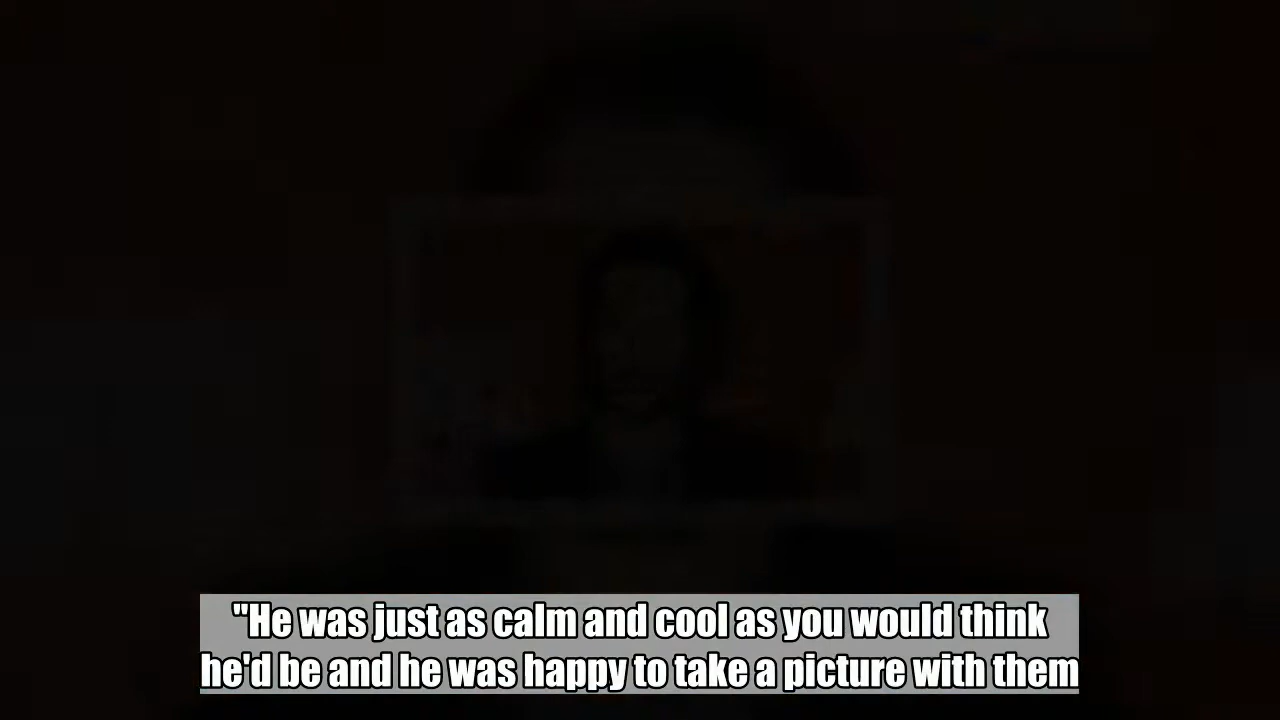 "He was just as calm and cool as you would think
he'd be and he was happy to take a picture with them